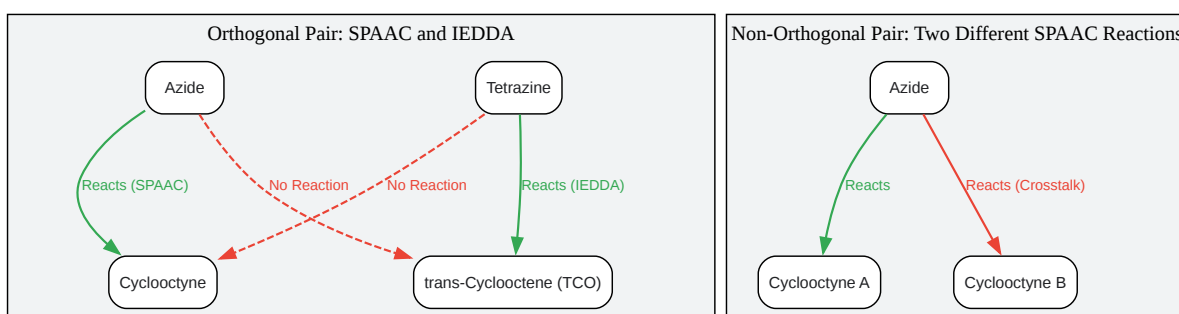 Orthogonal Pair: SPAAC and IEDDA
Azide
Tetrazine
Reacts (SPAAC)
No Reaction
No Reaction
Reacts (IEDDA)
Cyclooctyne
trans-Cyclooctene (TCO)
Non-Orthogonal Pair: Two Different SPAAC Reactions
Azide
Reacts
Reacts (Crosstalk)
Cyclooctyne A
Cyclooctyne B